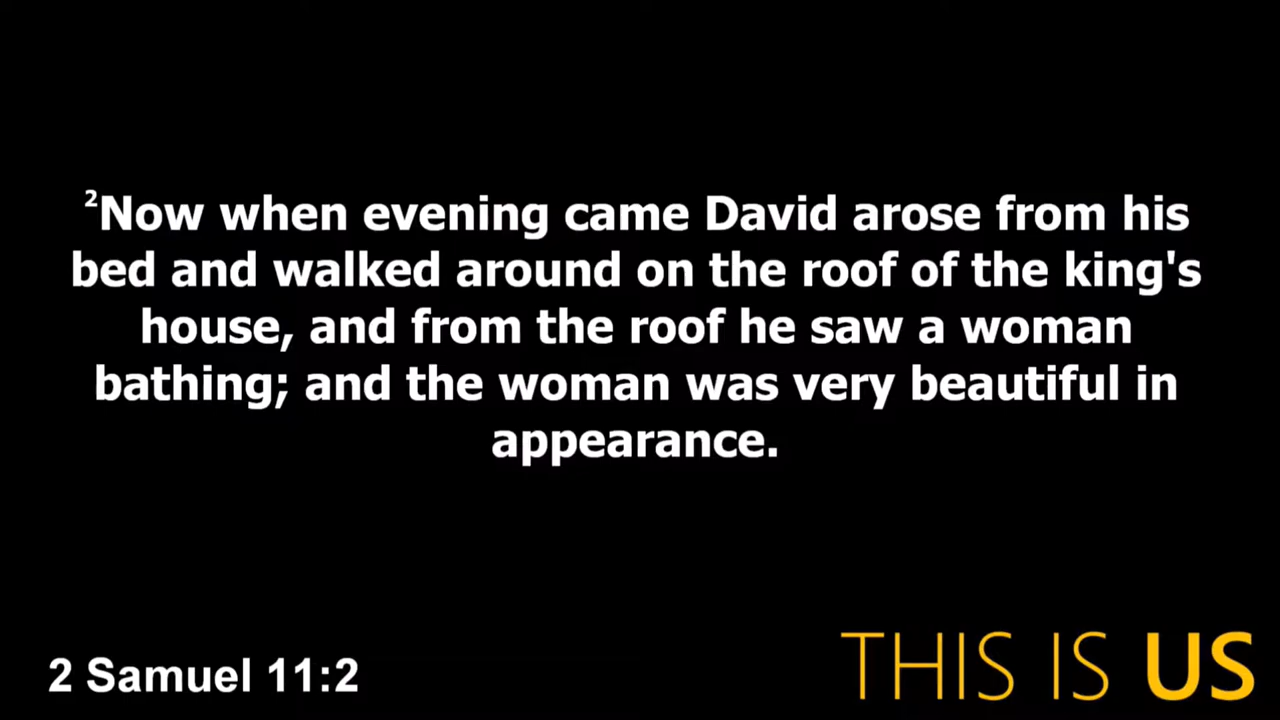 ²Now when evening came David arose from his
bed and walked around on the roof of the king's
house, and from the roof he saw a woman
bathing; and the woman was very beautiful in
appearance.
2 Samuel 11:2
THIS IS US